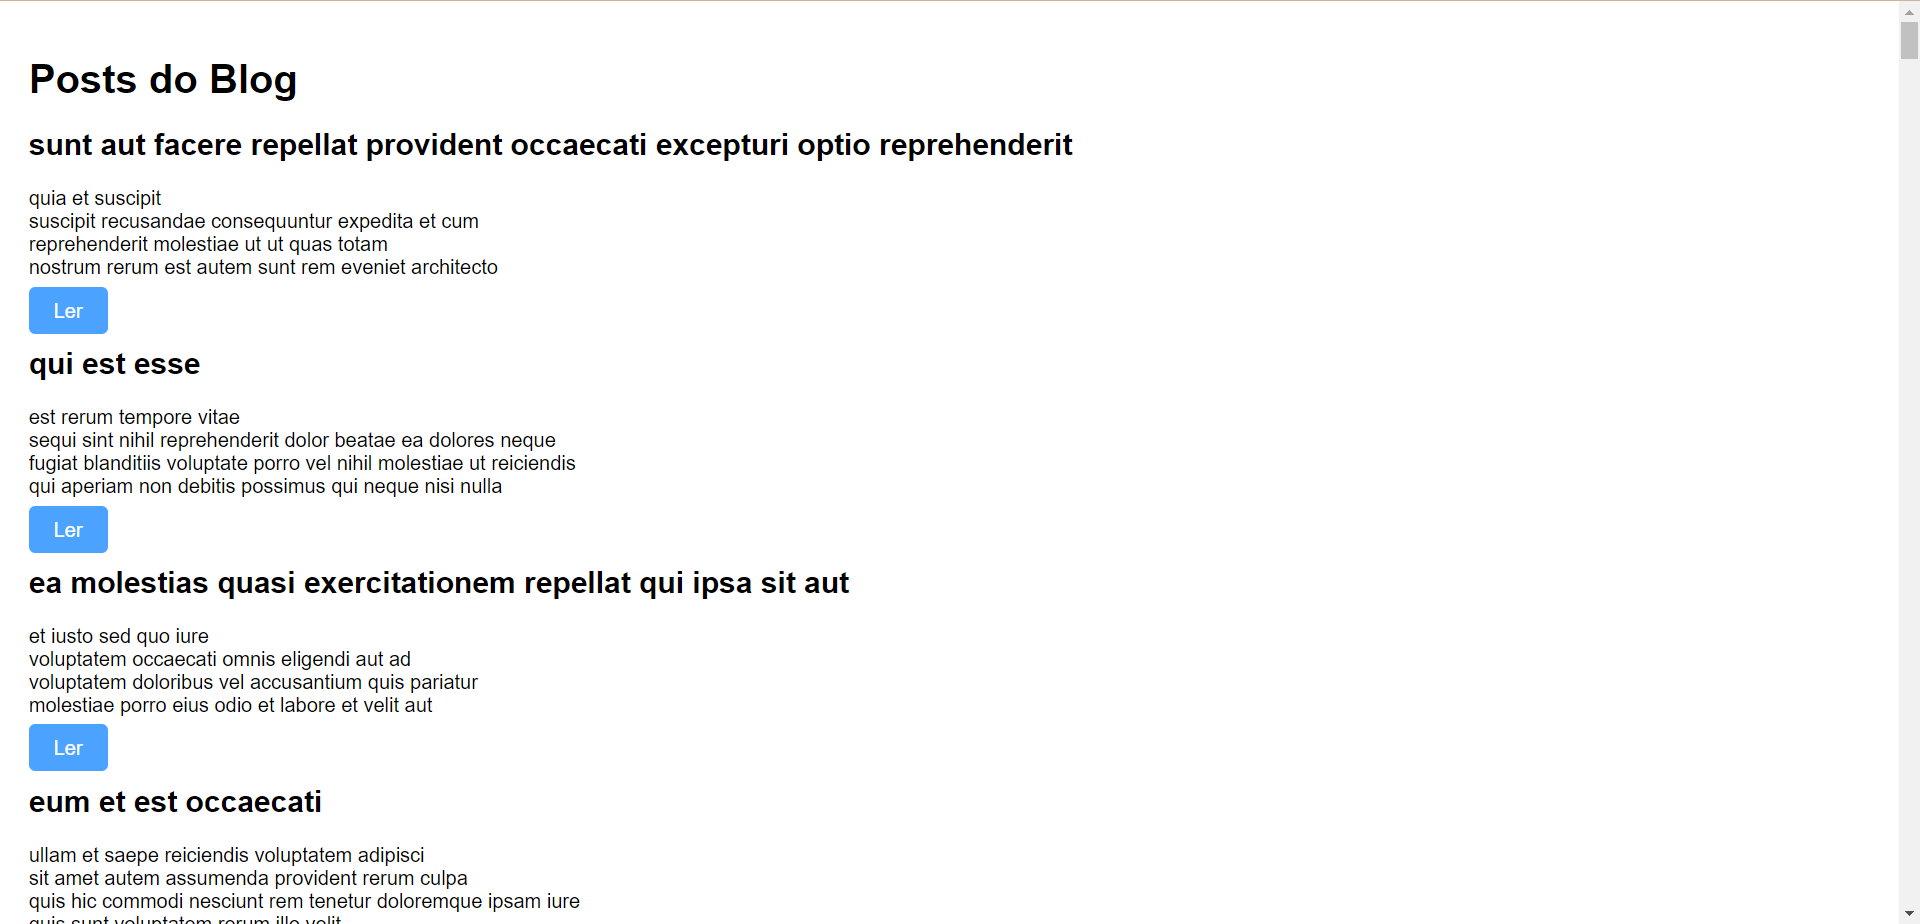 Posts do Blog
sunt aut facere repellat provident occaecati excepturi optio reprehenderit
quia et suscipit
suscipit recusandae consequuntur expedita et cum
reprehenderit molestiae ut ut quas totam
nostrum rerum est autem sunt rem eveniet architecto
Ler
qui est esse
est rerum tempore vitae
sequi sint nihil reprehenderit dolor beatae ea dolores neque
fugiat blanditiis voluptate porro vel nihil molestiae ut reiciendis
qui aperiam non debitis possimus qui neque nisi nulla
Ler
ea molestias quasi exercitationem repellat qui ipsa sit aut
et iusto sed quo iure
voluptatem occaecati omnis eligendi aut ad
voluptatem doloribus vel accusantium quis pariatur
molestiae porro eius odio et labore et velit aut
Ler
eum et est occaecati
ullam et saepe reiciendis voluptatem adipisci
sit amet autem assumenda provident rerum culpa
quis hic commodi nesciunt rem tenetur doloremque ipsam iure
quis sunt voluptatem rerum illo velit